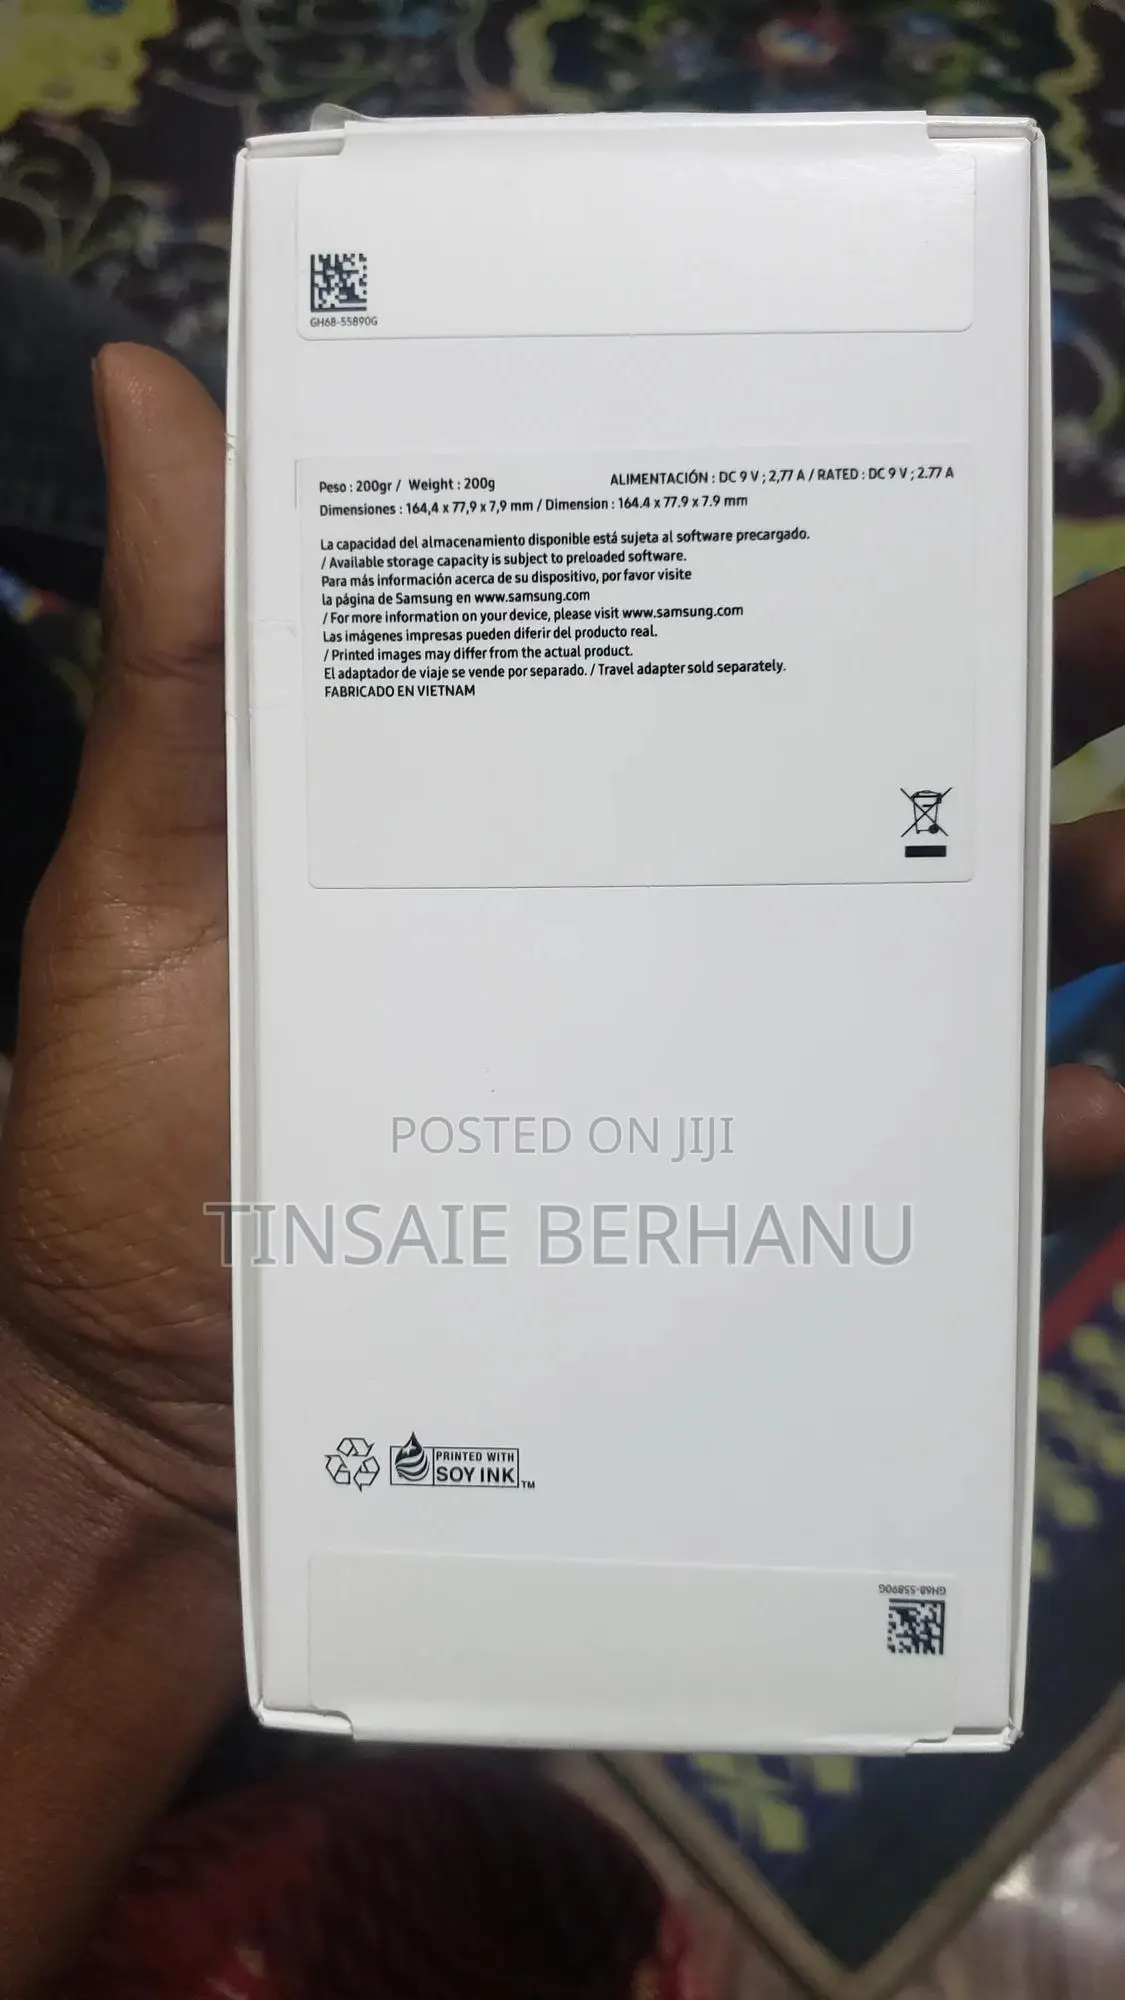 GH68-55890G
Peso : 200gr / Weight : 200g
ALIMENTACIÓN : DC 9 V ; 2,77 A / RATED : DC 9 V ; 2.77 A
Dimensiones : 164,4 x 77,9 x 7,9 mm / Dimension : 164.4 x 77.9 x 7.9 mm
La capacidad del almacenamiento disponible está sujeta al software precargado.
/ Available storage capacity is subject to preloaded software.
Para más información acerca de su dispositivo, por favor visite
la página de Samsung en www.samsung.com
/ For more information on your device, please visit www.samsung.com
Las imágenes impresas pueden diferir del producto real.
/ Printed images may differ from the actual product.
El adaptador de viaje se vende por separado. / Travel adapter sold separately.
FABRICADO EN VIETNAM
POSTED ON JIJI
TINSAIE BERHANU
PRINTED WITH
SOY INK TM
GH68-55890G